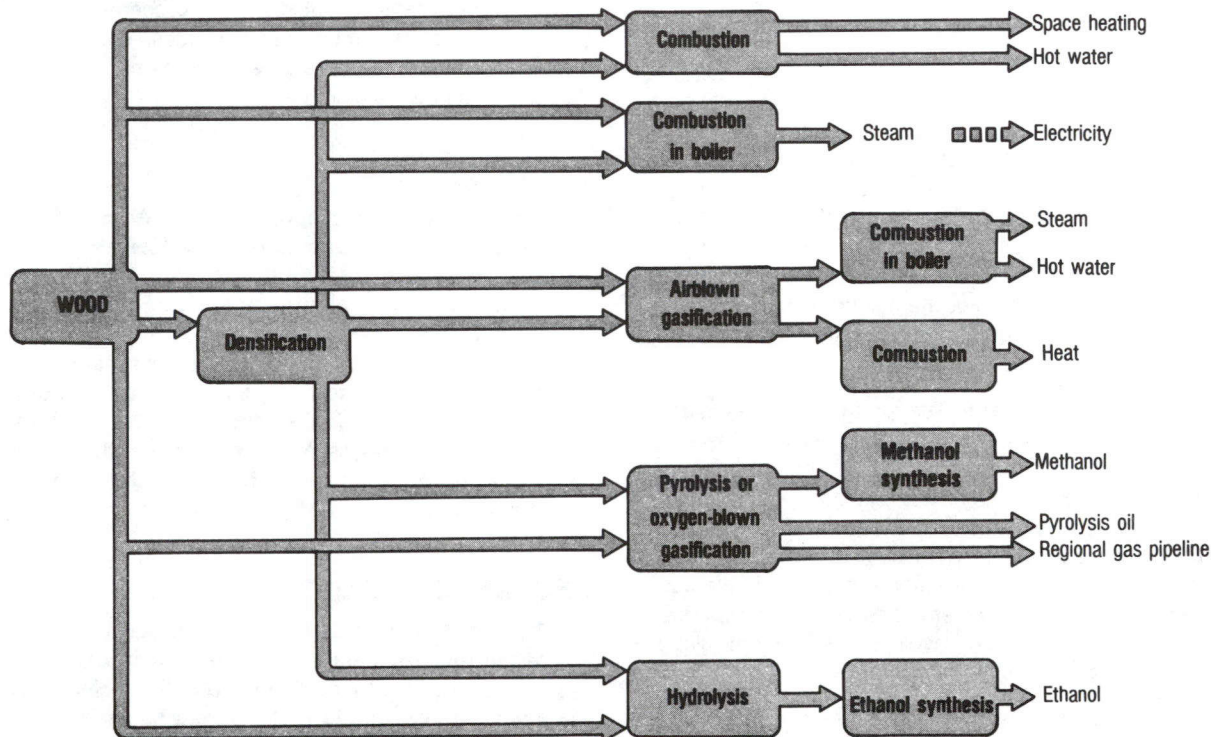 Combustion
Space heating
Hot water
Combustion
in boiler
Steam
Electricity
WOOD
Densification
Airblown
gasification
Combustion
in boiler
Steam
Hot water
Combustion
Heat
Pyrolysis or
oxygen-blown
gasification
Methanol
synthesis
Methanol
Pyrolysis oil
Regional gas pipeline
Hydrolysis
Ethanol synthesis
Ethanol